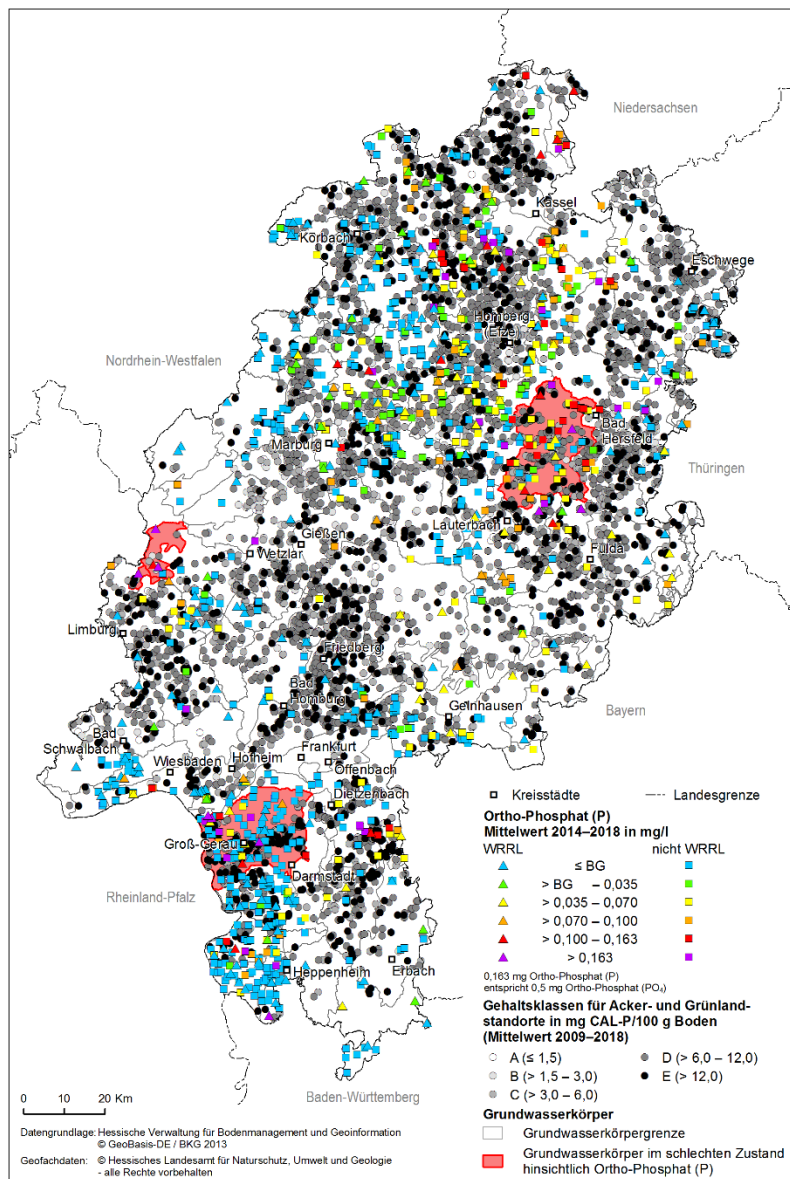 Niedersachsen
Kassel
Korbach
Eschwege
Homberg
(Efze)
Nordrhein-Westfalen
Bad
Hersfeld
Marburg
Thüringen
Lauterbach
Gießen
Wetzlar
Fulda
Limburg
Friedberg
Bad
Homburg
Gelnhausen
Bayern
Bad
Schwalbach
Wiesbaden
Hofheim
Frankfurt
Offenbach
Dietzenbach
Groß-Gerau
Darmstadt
Rheinland-Pfalz
Heppenheim
Erbach
Baden-Württemberg
Kreisstädte Landesgrenze
Ortho-Phosphat (P)
Mittelwert 2014–2018 in mg/l
WRRL nicht WRRL
≤ BG
> BG – 0,035
> 0,035 – 0,070
> 0,070 – 0,100
> 0,100 – 0,163
> 0,163
0,163 mg Ortho-Phosphat (P)
entspricht 0,5 mg Ortho-Phosphat (PO₄)
Gehaltsklassen für Acker- und Grünland-
standorte in mg CAL-P/100 g Boden
(Mittelwert 2009–2018)
A (≤ 1,5) D (> 6,0 – 12,0)
B (> 1,5 – 3,0) E (> 12,0)
C (> 3,0 – 6,0)
Grundwasserkörper
Grundwasserkörpergrenze
Grundwasserkörper im schlechten Zustand
hinsichtlich Ortho-Phosphat (P)
0 10 20 Km
Datengrundlage: Hessische Verwaltung für Bodenmanagement und Geoinformation
© GeoBasis-DE / BKG 2013
Geofachdaten: © Hessisches Landesamt für Naturschutz, Umwelt und Geologie
- alle Rechte vorbehalten